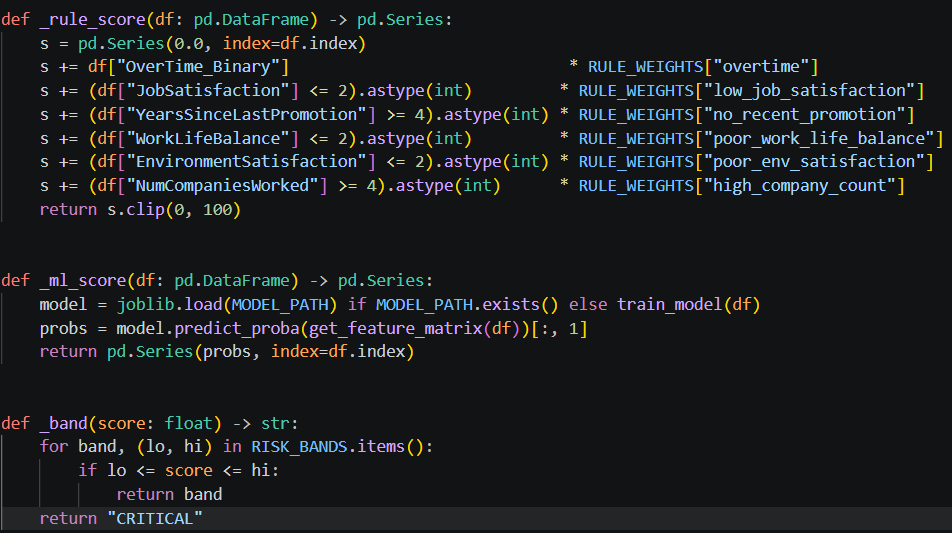 def _rule_score(df: pd.DataFrame) -> pd.Series:
    s = pd.Series(0.0, index=df.index)
    s += df["OverTime_Binary"]                            * RULE_WEIGHTS["overtime"]
    s += (df["JobSatisfaction"] <= 2).astype(int)         * RULE_WEIGHTS["low_job_satisfaction"]
    s += (df["YearsSinceLastPromotion"] >= 4).astype(int) * RULE_WEIGHTS["no_recent_promotion"]
    s += (df["WorkLifeBalance"] <= 2).astype(int)         * RULE_WEIGHTS["poor_work_life_balance"]
    s += (df["EnvironmentSatisfaction"] <= 2).astype(int) * RULE_WEIGHTS["poor_env_satisfaction"]
    s += (df["NumCompaniesWorked"] >= 4).astype(int)      * RULE_WEIGHTS["high_company_count"]
    return s.clip(0, 100)


def _ml_score(df: pd.DataFrame) -> pd.Series:
    model = joblib.load(MODEL_PATH) if MODEL_PATH.exists() else train_model(df)
    probs = model.predict_proba(get_feature_matrix(df))[:, 1]
    return pd.Series(probs, index=df.index)


def _band(score: float) -> str:
    for band, (lo, hi) in RISK_BANDS.items():
        if lo <= score <= hi:
            return band
    return "CRITICAL"